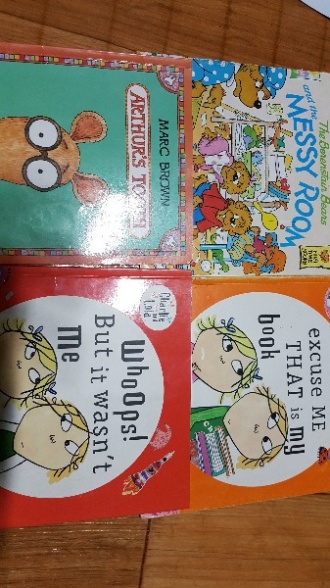 MARC BROWN
ARTHUR'S TOOTH
The Berenstain Bears
and the
MESSY ROOM
Charlie and
Lola
WhoOps!
But it wasn't
Me
excuse ME
THAT is my
book